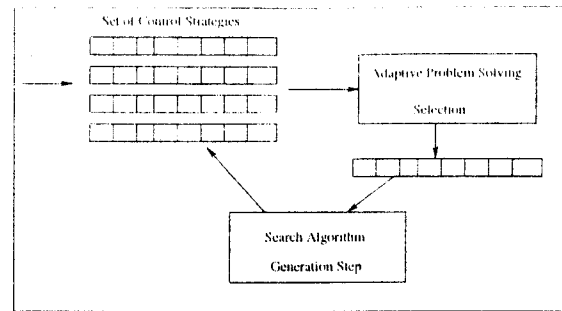 Set of Control Strategies
Adaptive Problem Solving
Selection
Search Algorithm
Generation Step